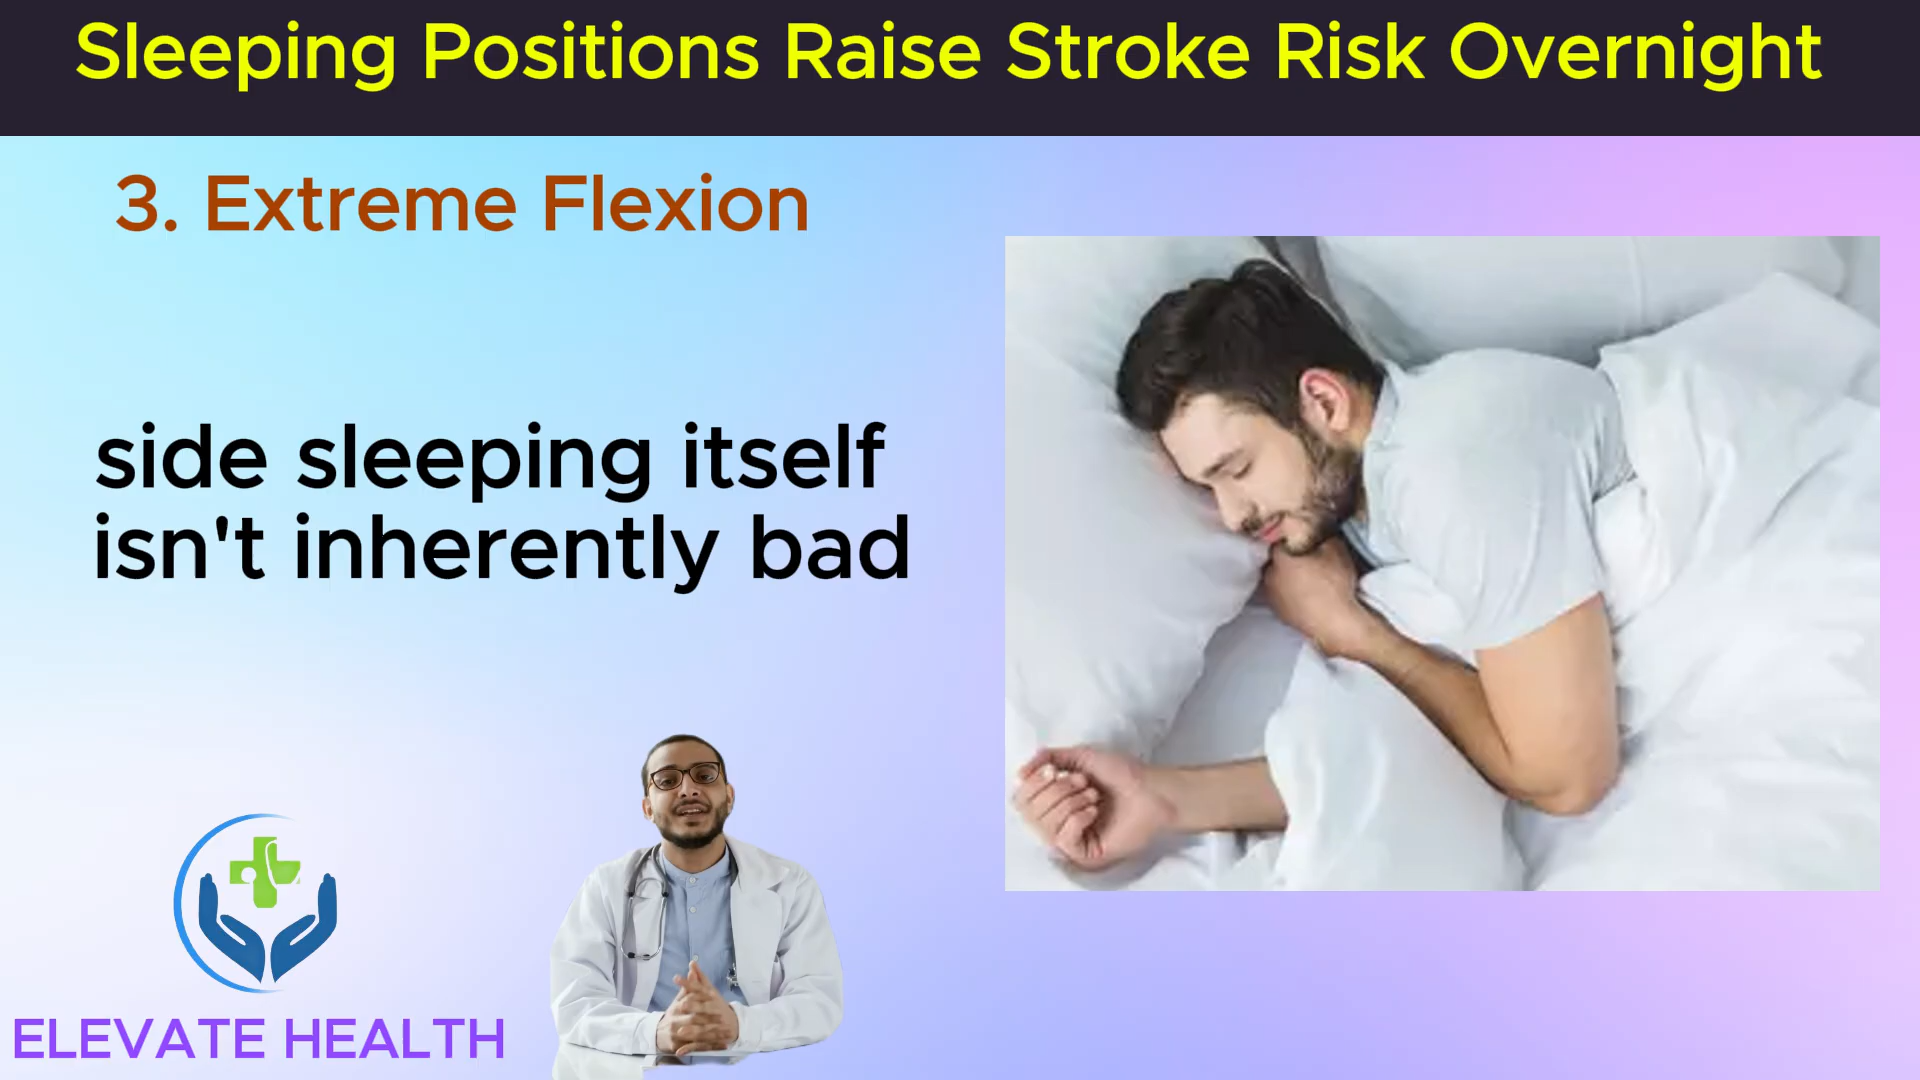 Sleeping Positions Raise Stroke Risk Overnight
3. Extreme Flexion
side sleeping itself
isn't inherently bad
ELEVATE HEALTH